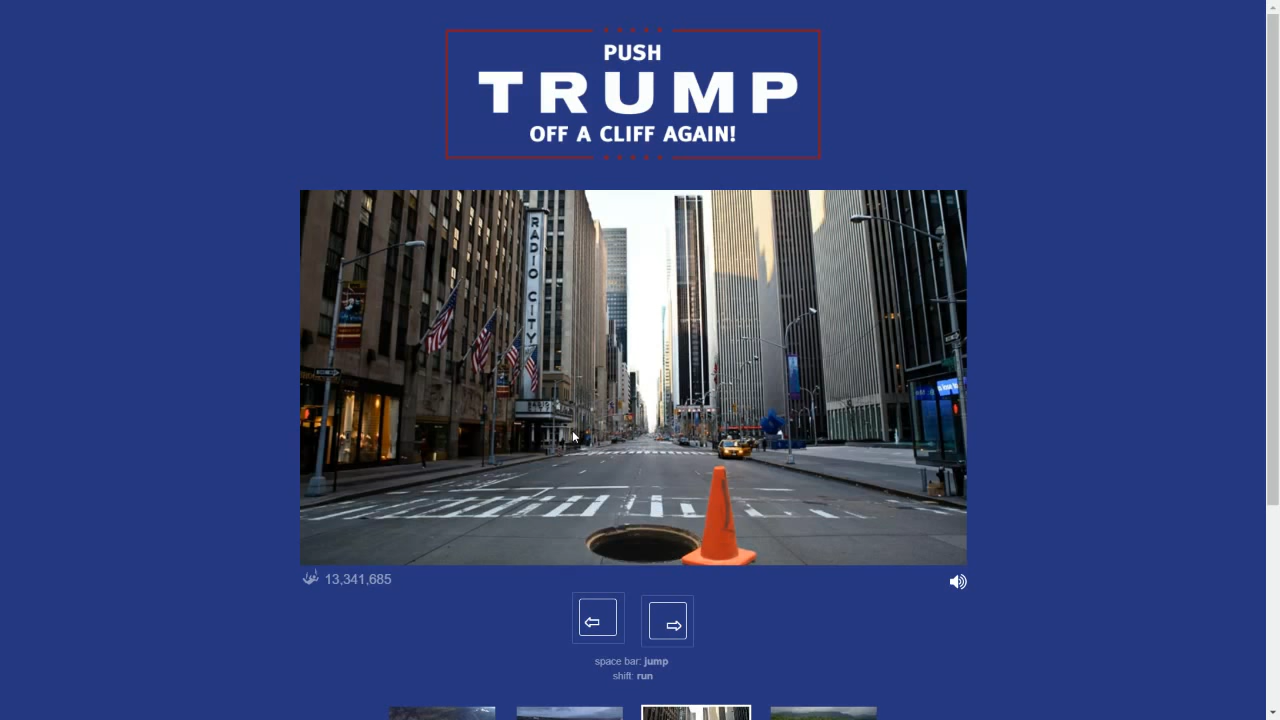 PUSH
TRUMP
OFF A CLIFF AGAIN!
RADIO CITY
13,341,685
space bar: jump
shift: run